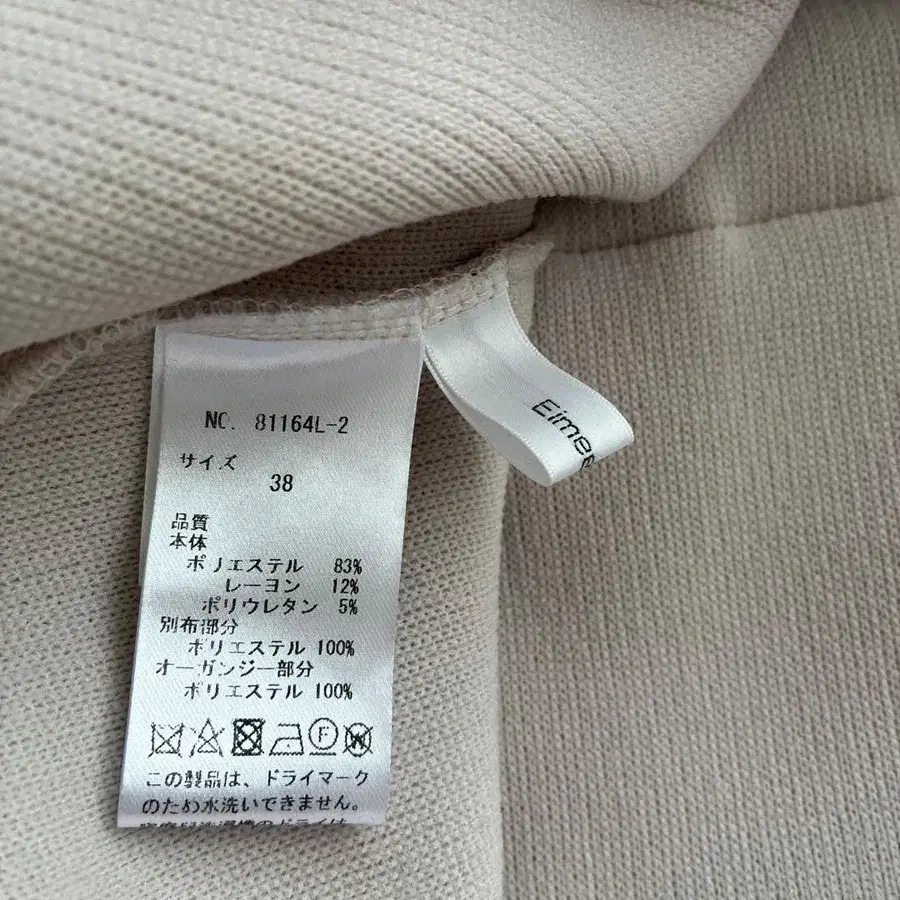 NO. 81164L-2
サイズ
38
品質
本体
ポリエステル 83%
レーヨン 12%
ポリウレタン 5%
別布部分
ポリエステル 100%
オーガンジー部分
ポリエステル 100%
F
W
この製品は、ドライマーク
のため水洗いできません。
Eime